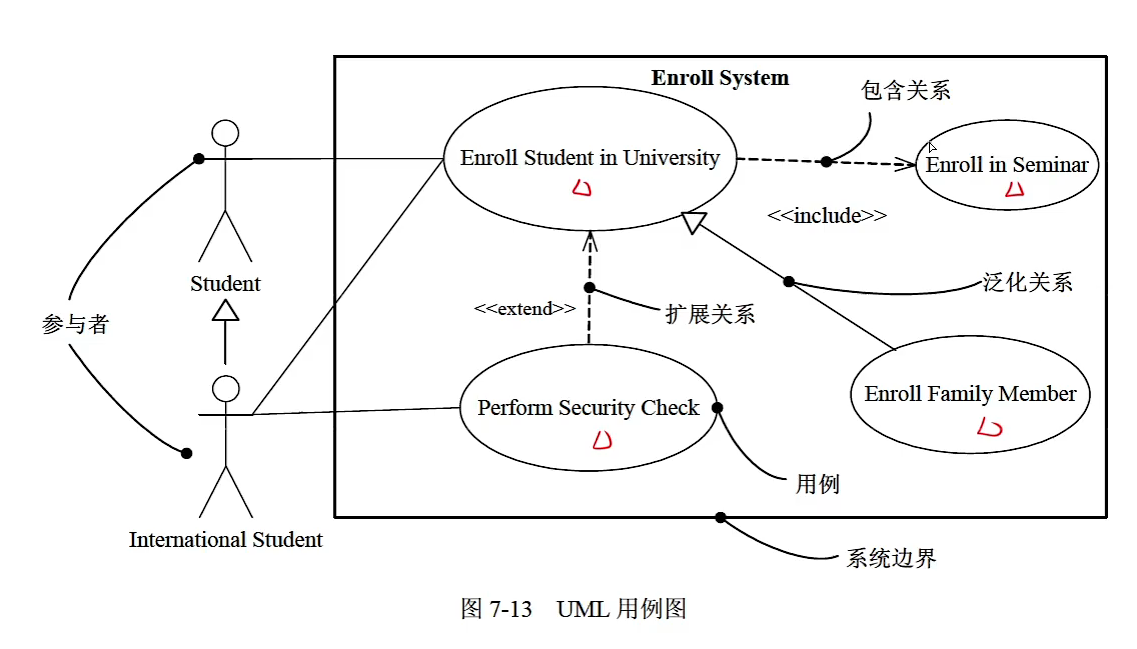 Enroll System
包含关系
Enroll Student in University
Enroll in Seminar
<<include>>
Student
泛化关系
<<extend>>
扩展关系
参与者
Enroll Family Member
Perform Security Check
用例
International Student
系统边界
图 7-13 UML 用例图